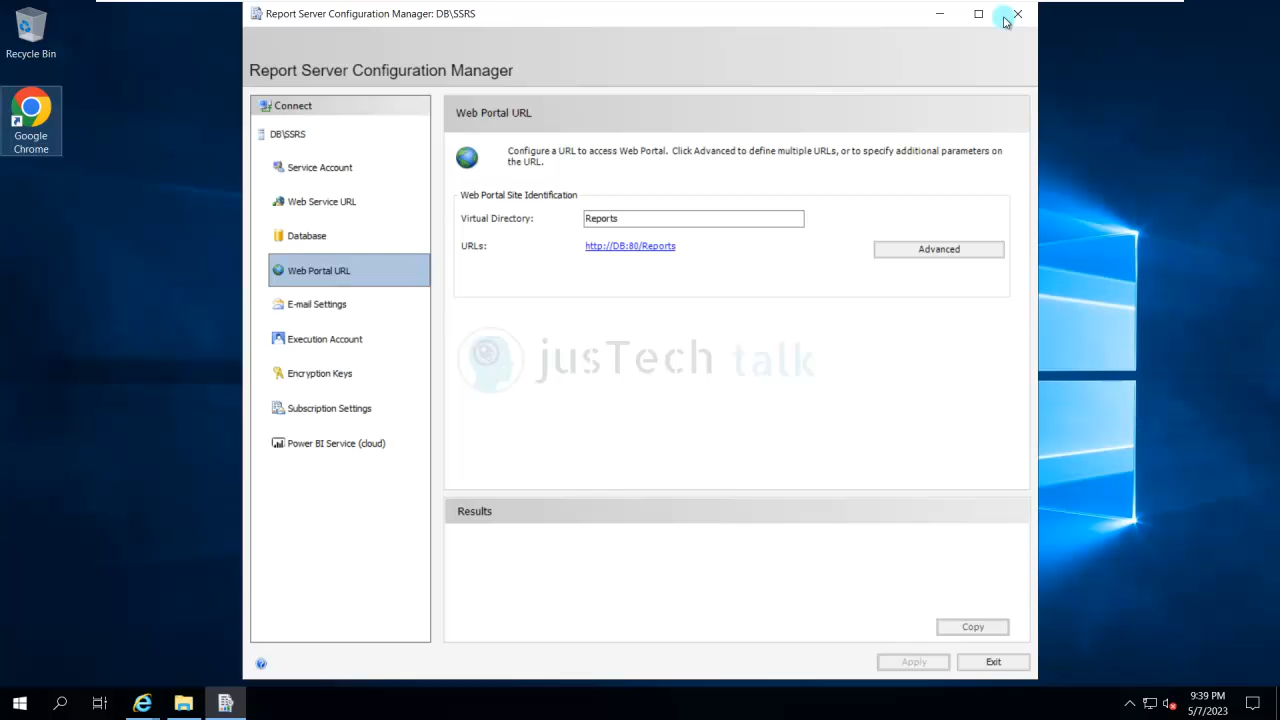 Report Server Configuration Manager: DB\SSRS
Recycle Bin
Google
Chrome
Report Server Configuration Manager
Connect
DB\SSRS
Service Account
Web Service URL
Database
Web Portal URL
E-mail Settings
Execution Account
Encryption Keys
Subscription Settings
Power BI Service (cloud)
Web Portal URL
Configure a URL to access Web Portal. Click Advanced to define multiple URLs, or to specify additional parameters on
the URL.
Web Portal Site Identification
Virtual Directory: Reports
URLs: http://DB:80/Reports
Advanced
jusTech talk
Results
Copy
Apply
Exit
9:39 PM
5/7/2023